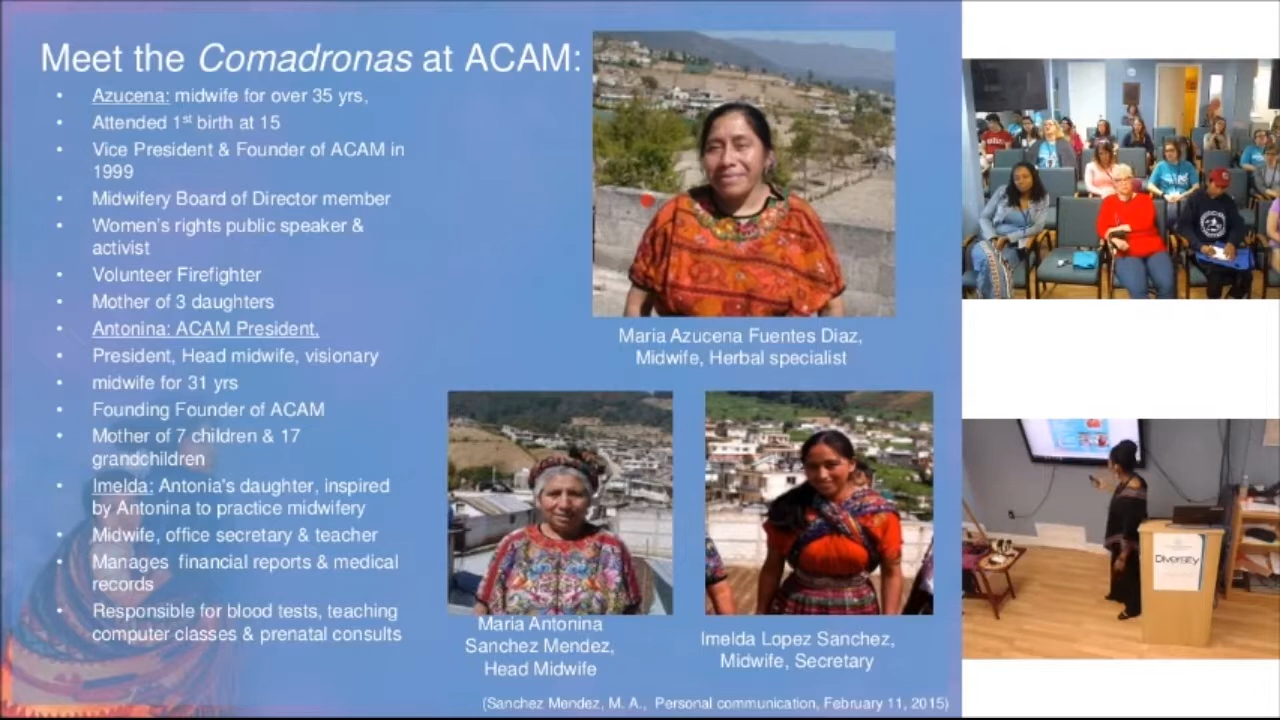 Meet the Comadronas at ACAM:
• Azucena: midwife for over 35 yrs,
• Attended 1st birth at 15
• Vice President & Founder of ACAM in
1999
• Midwifery Board of Director member
• Women's rights public speaker &
activist
• Volunteer Firefighter
• Mother of 3 daughters
• Antonina: ACAM President,
• President, Head midwife, visionary
• midwife for 31 yrs
• Founding Founder of ACAM
• Mother of 7 children & 17
grandchildren
• Imelda: Antonia's daughter, inspired
by Antonina to practice midwifery
• Midwife, office secretary & teacher
• Manages financial reports & medical
records
• Responsible for blood tests, teaching
computer classes & prenatal consults
Maria Azucena Fuentes Diaz,
Midwife, Herbal specialist
Maria Antonina
Sanchez Mendez,
Head Midwife
Imelda Lopez Sanchez,
Midwife, Secretary
(Sanchez Mendez, M. A., Personal communication, February 11, 2015)
Diversity